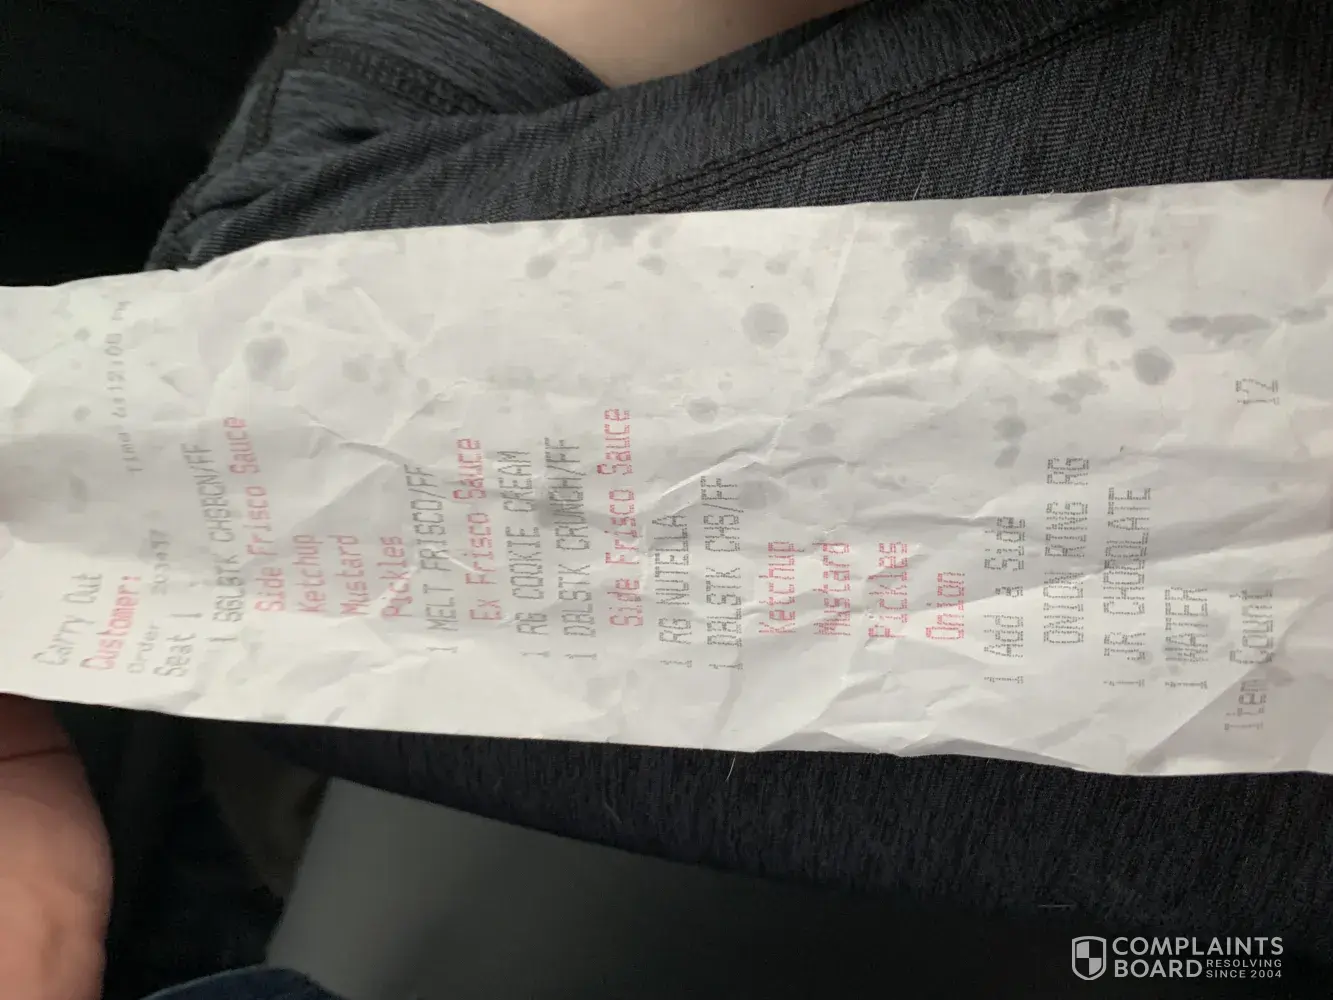 Carry Out
Customer:
Order
Seat 1
1 SGLBTK CHSBCN/FF
Side Frisco Sauce
Ketchup
Mustard
Pickles
1 MELT FRISCO/FF
Ex Frisco Sauce
1 RG COOKIE CREAM
1 DBLSTK CRUNCH/FF
Side Frisco Sauce
1 RG NUTELLA
1 DBLSTK CHS/FF
Ketchup
Mustard
Pickles
Onion
1 Add a Side
ONION RING RG
1 JR CHOCOLATE
1 WATER
Item Count 12
COMPLAINTS
BOARD RESOLVING
SINCE 2004